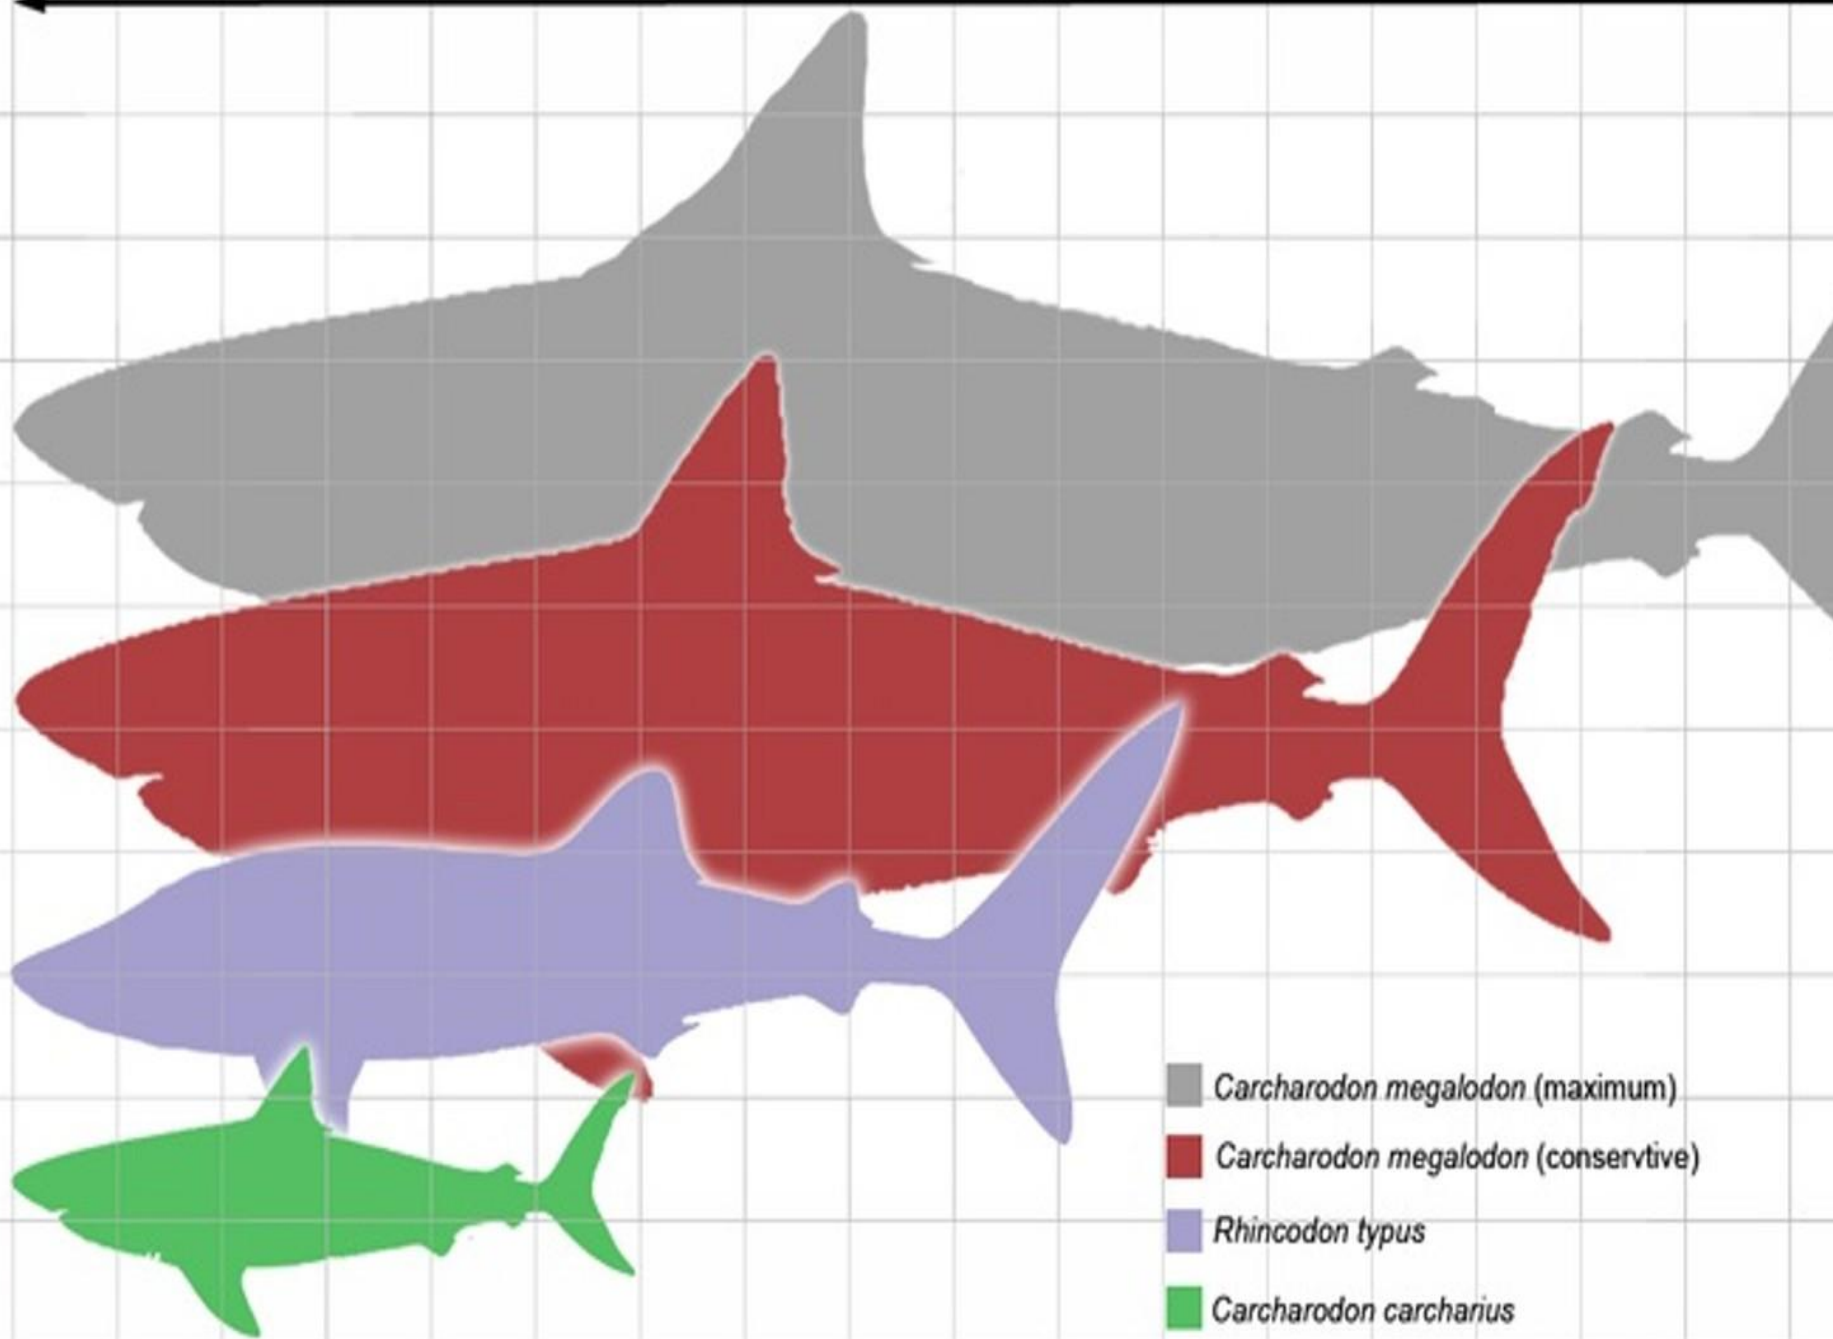 Carcharodon megalodon (maximum)
Carcharodon megalodon (conservtive)
Rhincodon typus
Carcharodon carcharius